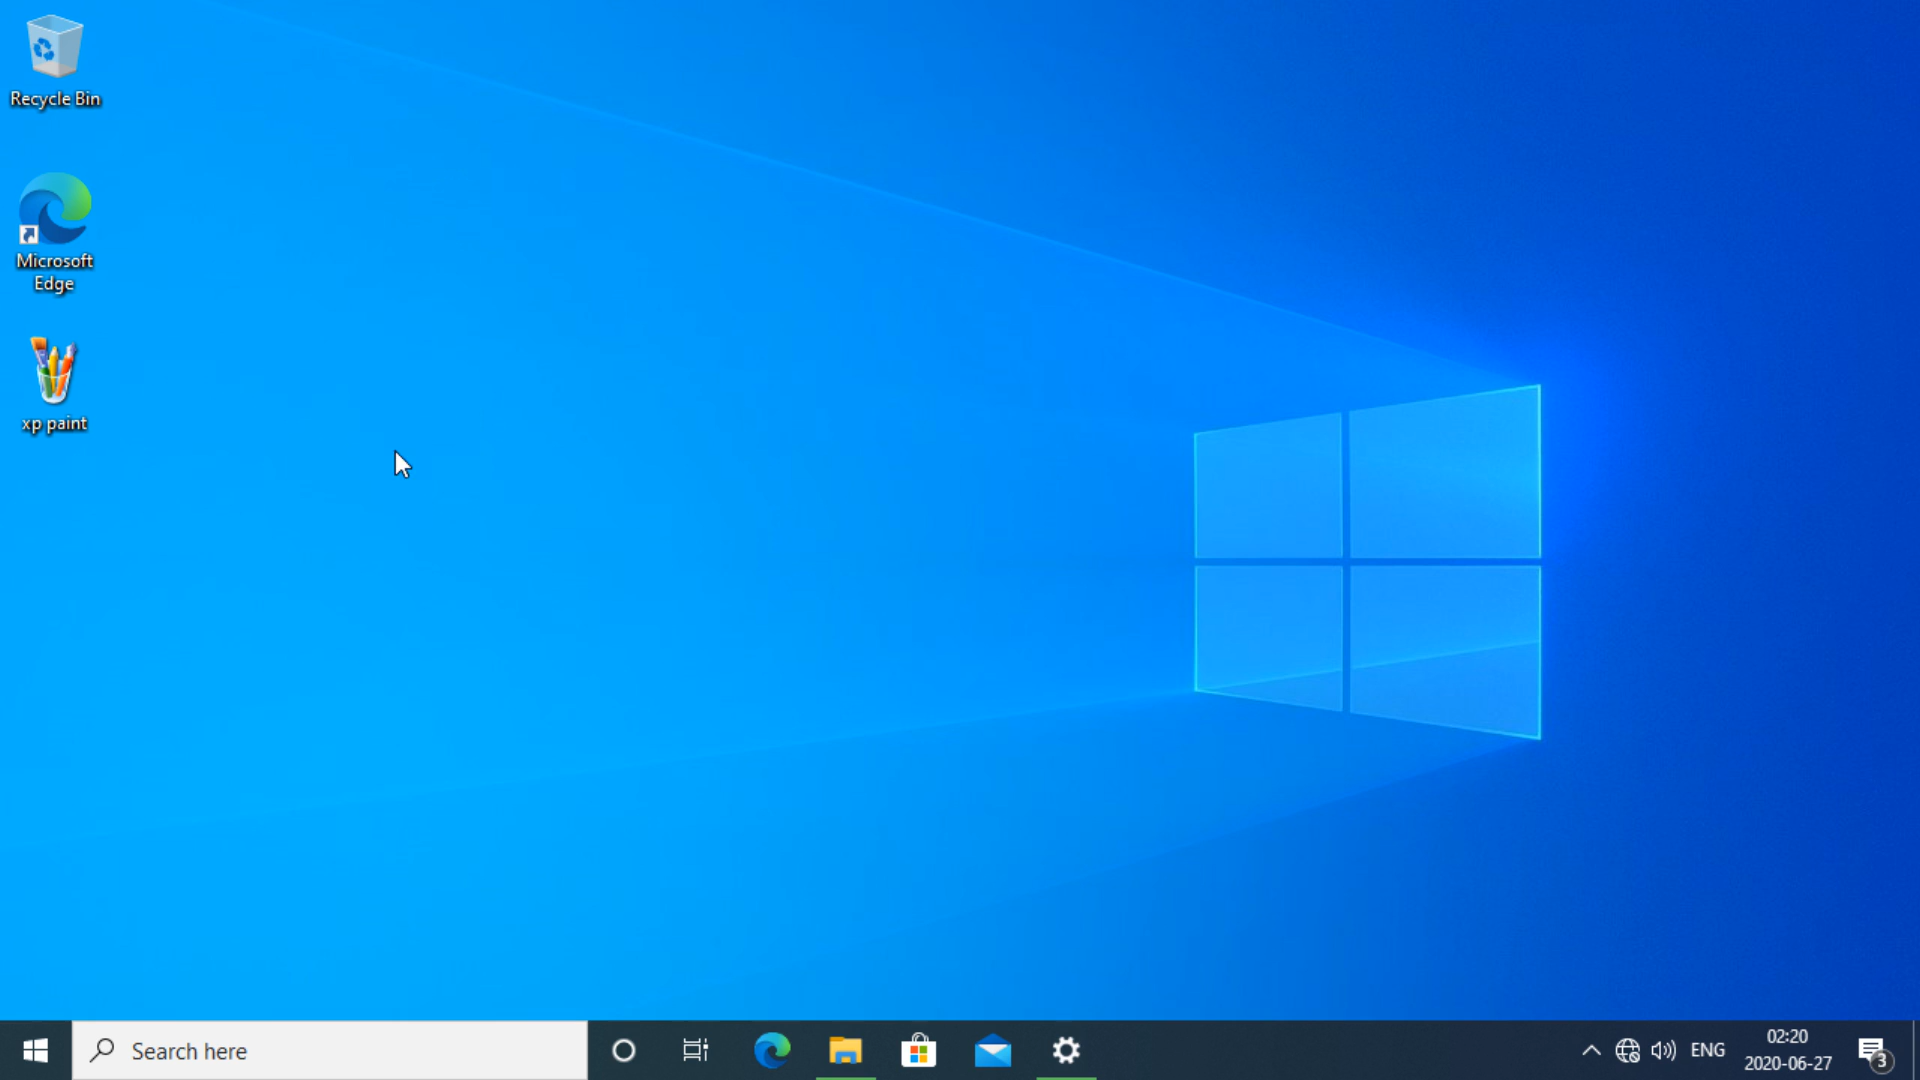 Recycle Bin
Microsoft
Edge
xp paint
Search here
ENG
02:20
2020-06-27
3